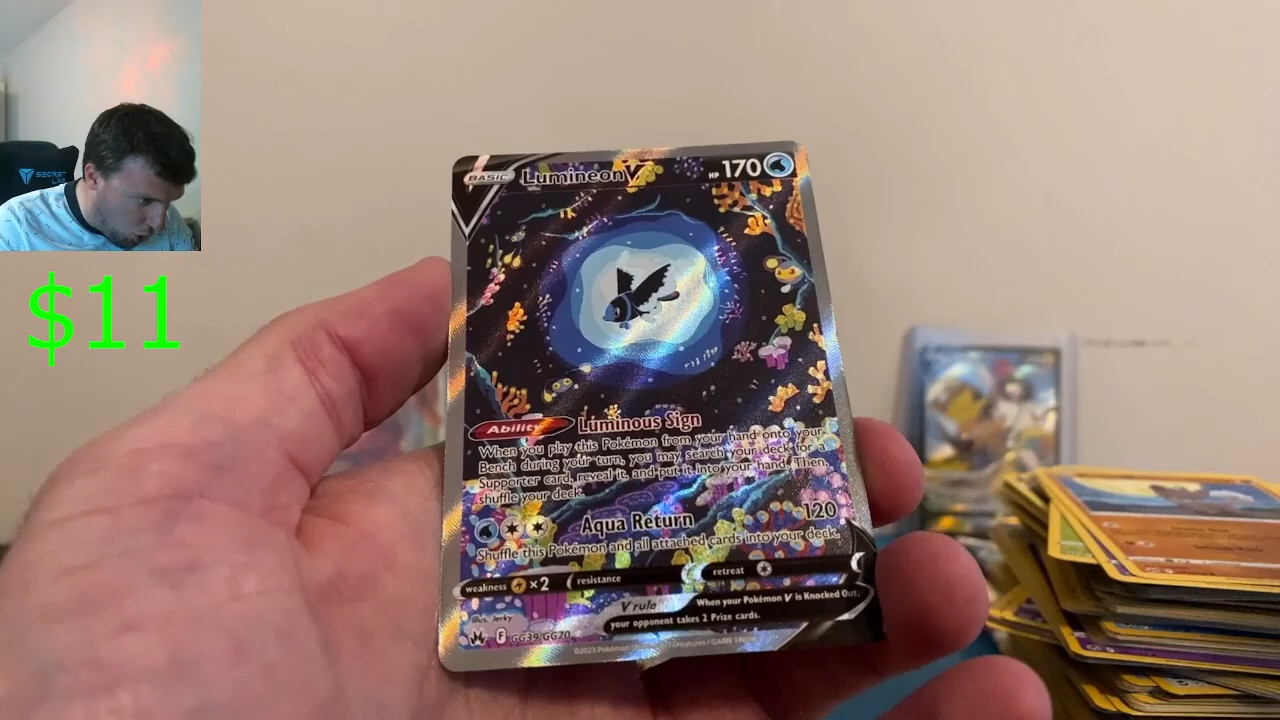 SECRET
LAB
$11
BASIC Lumineon V HP 170
Ability Luminous Sign
When you play this Pokémon from your hand onto your
Bench during your turn, you may search your deck for a
Supporter card, reveal it, and put it into your hand. Then,
shuffle your deck.
Aqua Return 120
Shuffle this Pokémon and all attached cards into your deck.
weakness ×2 resistance retreat
V rule When your Pokémon V is Knocked Out,
your opponent takes 2 Prize cards.
Illus. Jerky
F GG39/GG70
©2023 Pokémon